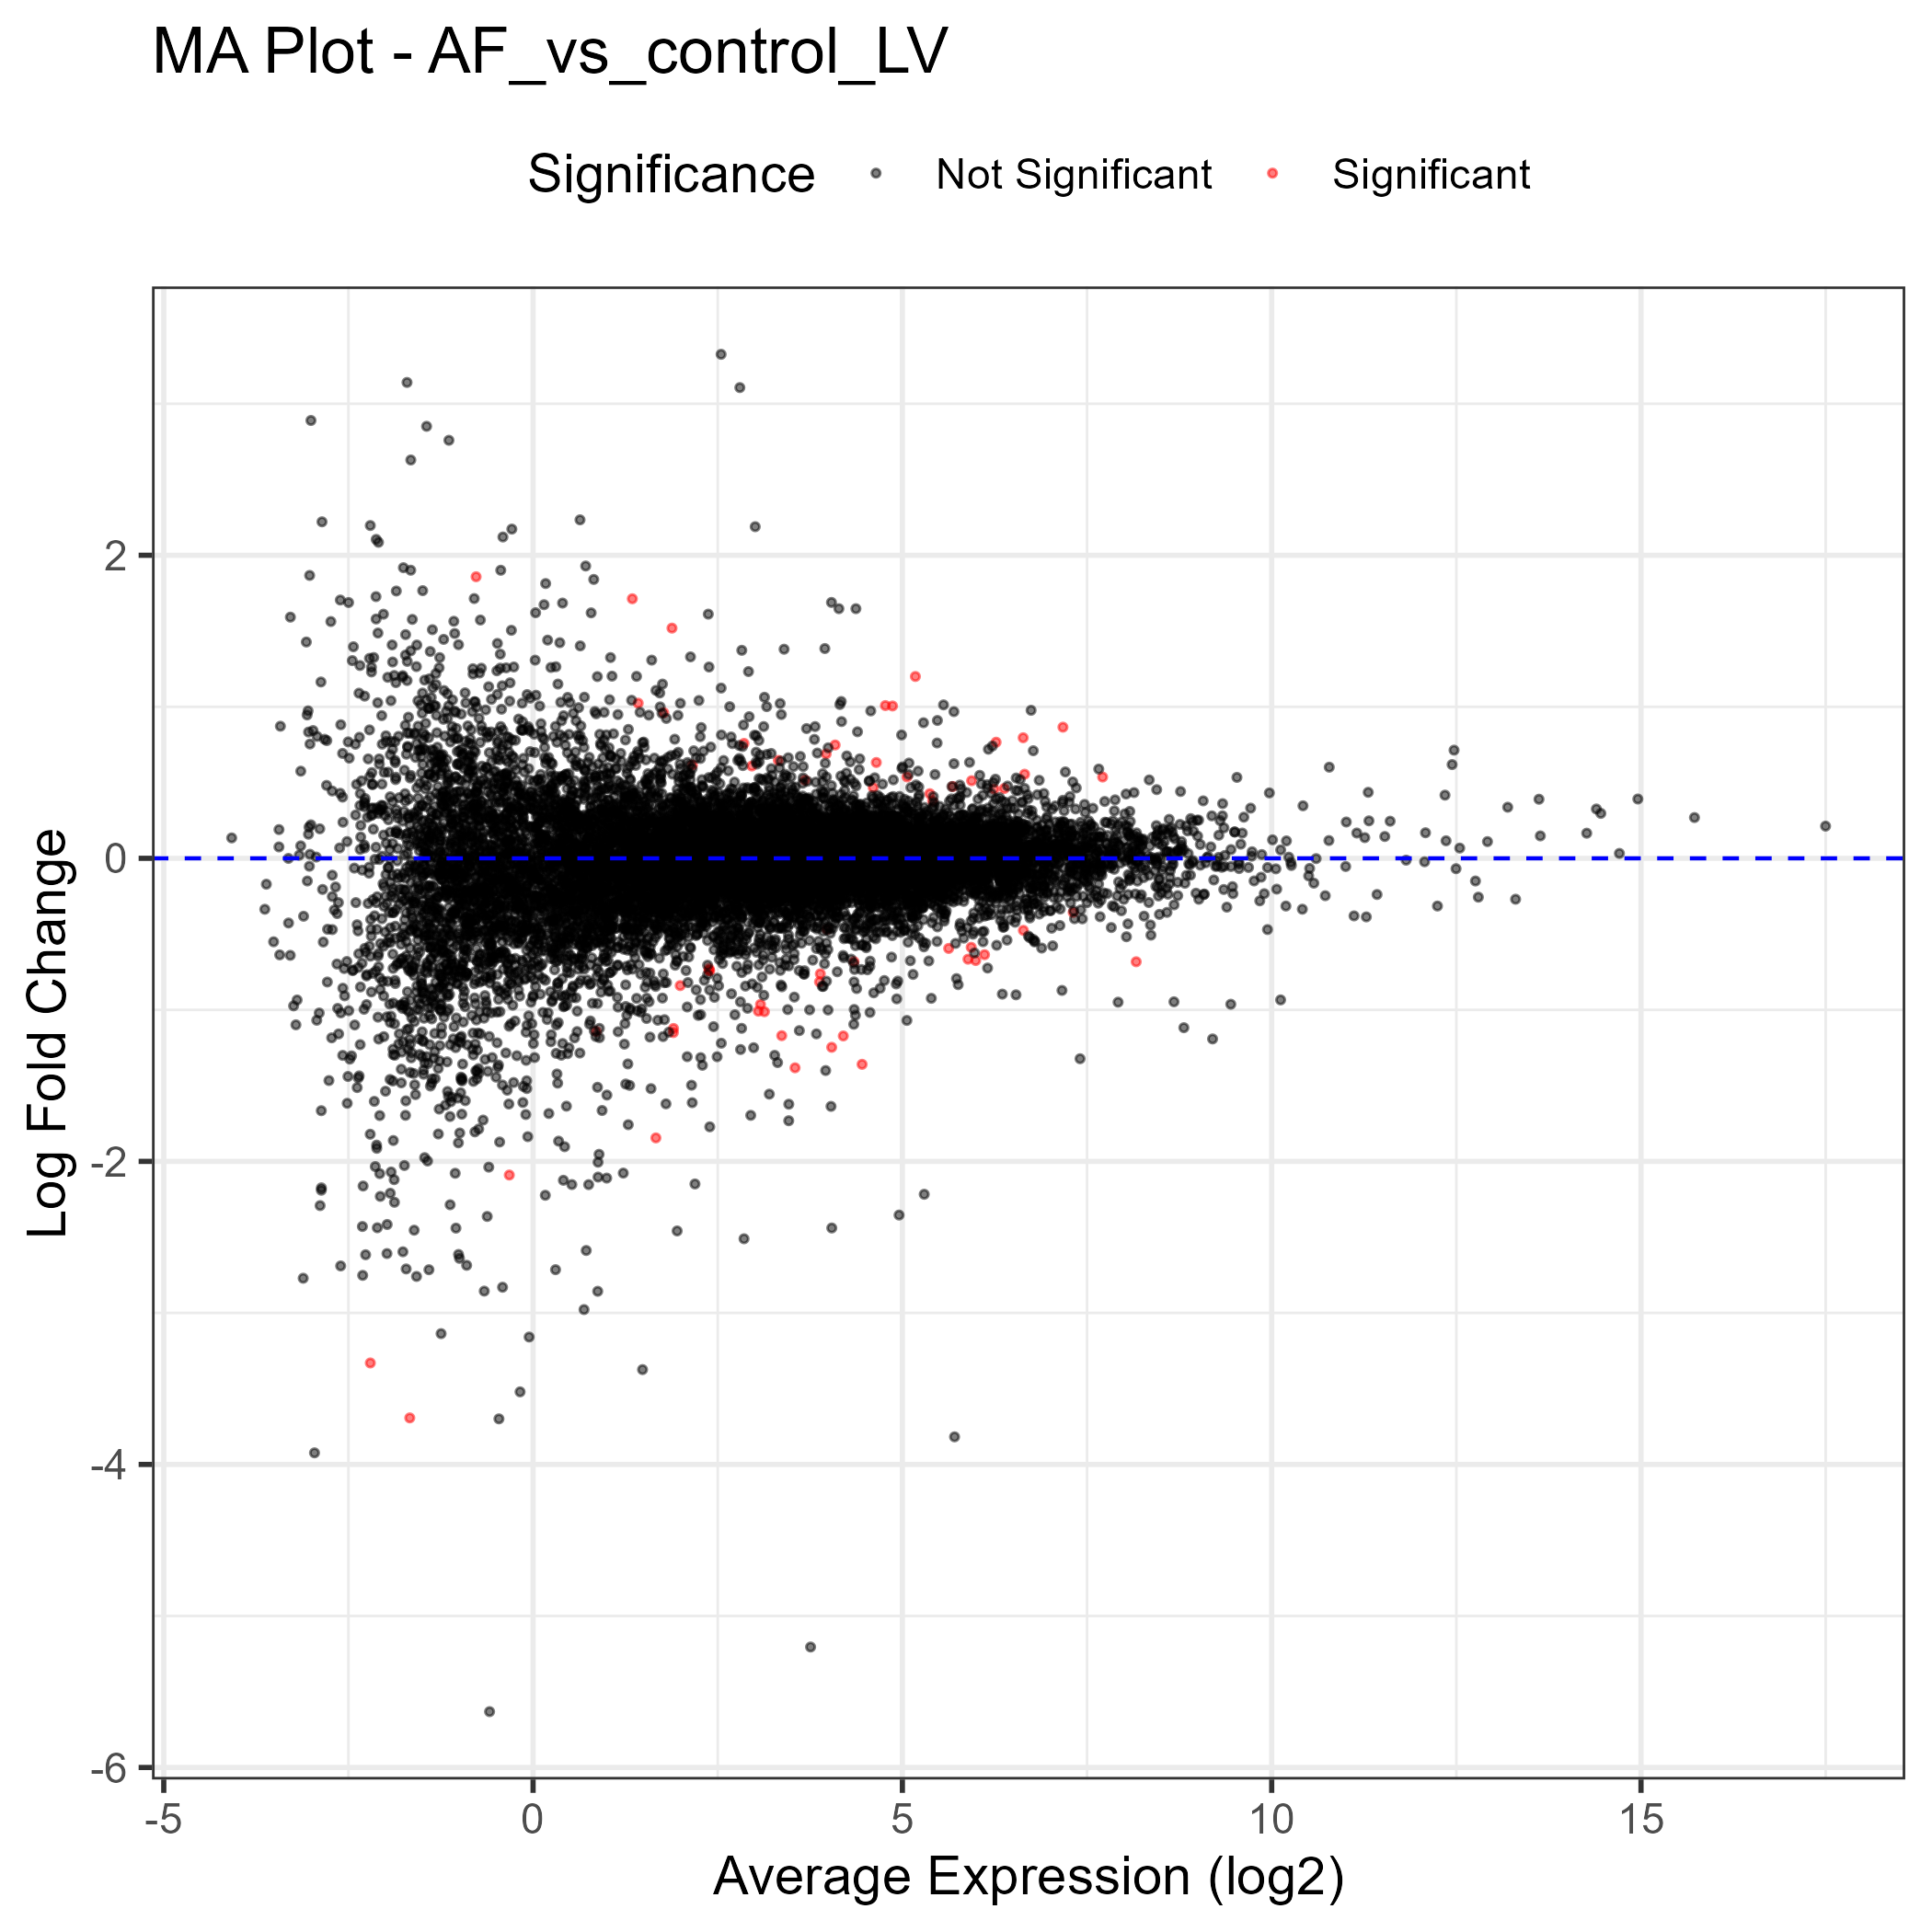 MA Plot - AF_vs_control_LV
Significance Not Significant Significant
Log Fold Change
2
0
-2
-4
-6
-5 0 5 10 15
Average Expression (log2)